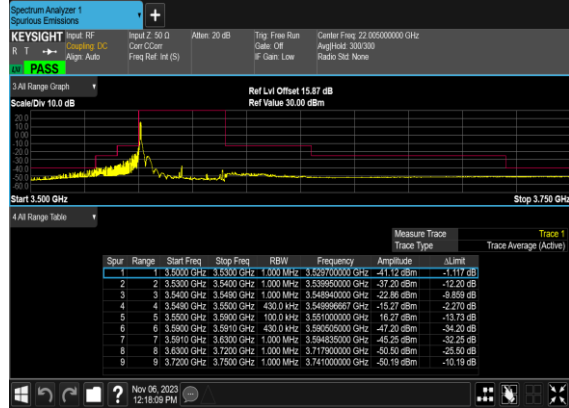 Spectrum Analyzer 1
Spurious Emissions
KEYSIGHT Input: RF Input Z: 50 Ω Atten: 20 dB Trig: Free Run Center Freq: 22.005000000 GHz
R T Coupling: DC Corr CCorr Gate: Off Avg|Hold: 300/300
Align: Auto Freq Ref: Int (S) IF Gain: Low Radio Std: None
PASS
3 All Range Graph
Ref Lvl Offset 15.87 dB
Scale/Div 10.0 dB Ref Value 30.00 dBm
20.0
10.0
0.00
-10.0
-20.0
-30.0
-40.0
-50.0
-60.0
Start 3.500 GHz Stop 3.750 GHz
4 All Range Table
Measure Trace Trace 1
Trace Type Trace Average (Active)
Spur Range Start Freq Stop Freq RBW Frequency Amplitude ΔLimit
1 1 3.5000 GHz 3.5300 GHz 1.000 MHz 3.529700000 GHz -41.12 dBm -1.117 dB
2 2 3.5300 GHz 3.5400 GHz 1.000 MHz 3.539950000 GHz -37.20 dBm -12.20 dB
3 3 3.5400 GHz 3.5490 GHz 1.000 MHz 3.548940000 GHz -22.86 dBm -9.859 dB
4 4 3.5490 GHz 3.5500 GHz 430.0 kHz 3.549996667 GHz -15.27 dBm -2.270 dB
5 5 3.5500 GHz 3.5900 GHz 100.0 kHz 3.551000000 GHz 16.27 dBm -13.73 dB
6 6 3.5900 GHz 3.5910 GHz 430.0 kHz 3.590505000 GHz -47.20 dBm -34.20 dB
7 7 3.5910 GHz 3.6300 GHz 1.000 MHz 3.594835000 GHz -45.25 dBm -32.25 dB
8 8 3.6300 GHz 3.7200 GHz 1.000 MHz 3.717900000 GHz -50.50 dBm -25.50 dB
9 9 3.7200 GHz 3.7500 GHz 1.000 MHz 3.741000000 GHz -50.19 dBm -10.19 dB
Nov 06, 2023
12:18:09 PM